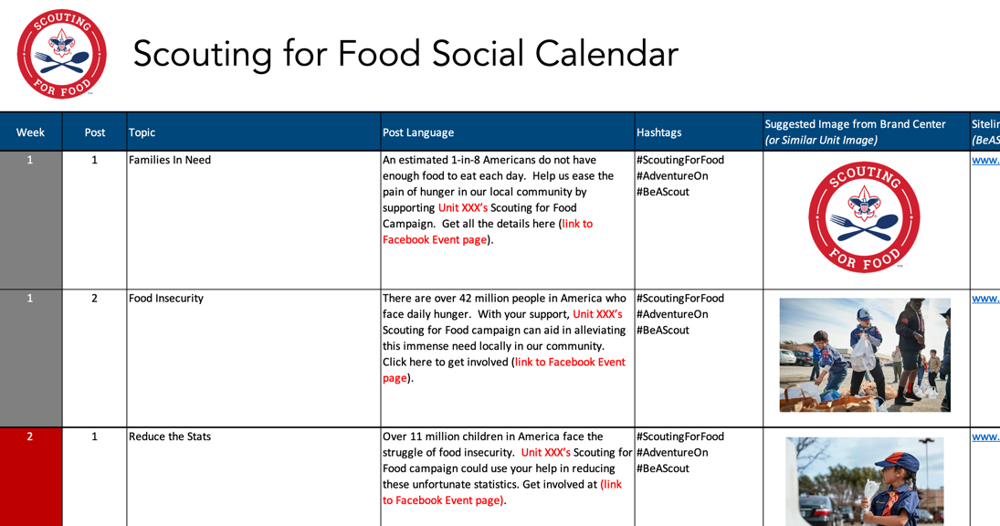 SCOUTING
FOR FOOD
™
Scouting for Food Social Calendar
Week
Post
Topic
Post Language
Hashtags
Suggested Image from Brand Center
(or Similar Unit Image)
(BeAS
1
1
Families In Need
An estimated 1-in-8 Americans do not have
enough food to eat each day.  Help us ease the
pain of hunger in our local community by
supporting Unit XXX's Scouting for Food
Campaign.  Get all the details here (link to
Facebook Event page).
#ScoutingForFood
#AdventureOn
#BeAScout
SCOUTING
FOR FOOD
™
www.
1
2
Food Insecurity
There are over 42 million people in America who
face daily hunger.  With your support, Unit XXX's
Scouting for Food campaign can aid in alleviating
this immense need locally in our community.
Click here to get involved (link to Facebook Event
page).
#ScoutingForFood
#AdventureOn
#BeAScout
www.
2
1
Reduce the Stats
Over 11 million children in America face the
struggle of food insecurity.  Unit XXX's Scouting for
Food campaign could use your help in reducing
these unfortunate statistics. Get involved at (link
to Facebook Event page).
#ScoutingForFood
#AdventureOn
#BeAScout
www.